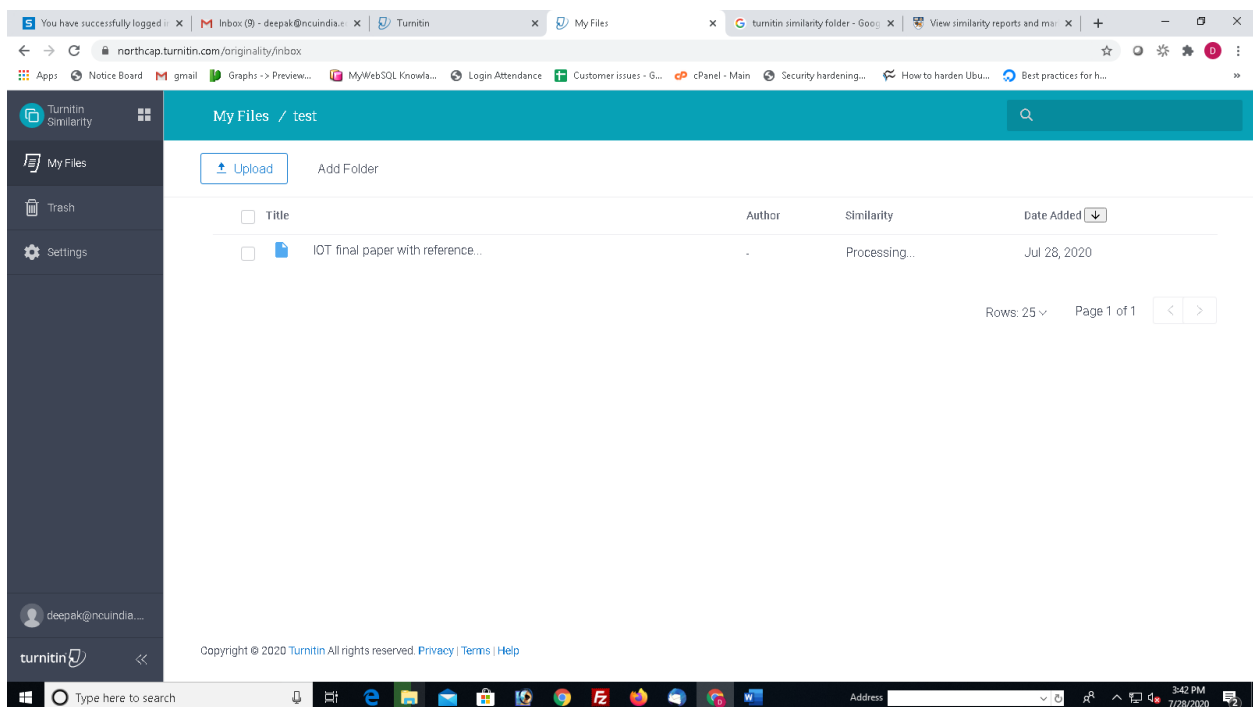 You have successfully logged in
Inbox (9) - deepak@ncuindia.e
Turnitin
My Files
turnitin similarity folder - Goog
View similarity reports and man
northcap.turnitin.com/originality/inbox
D
Apps
Notice Board
gmail
Graphs -> Preview...
MyWebSQL Knowla...
Login Attendance
Customer issues - G...
cPanel - Main
Security hardening...
How to harden Ubu...
Best practices for h...
Turnitin
Similarity
My Files / test
My Files
Upload
Add Folder
Trash
Title
Author
Similarity
Date Added
Settings
IOT final paper with reference...
-
Processing...
Jul 28, 2020
Rows: 25
Page 1 of 1
deepak@ncuindia....
turnitin
Copyright © 2020 Turnitin All rights reserved. Privacy | Terms | Help
Type here to search
Address
3:42 PM
7/28/2020